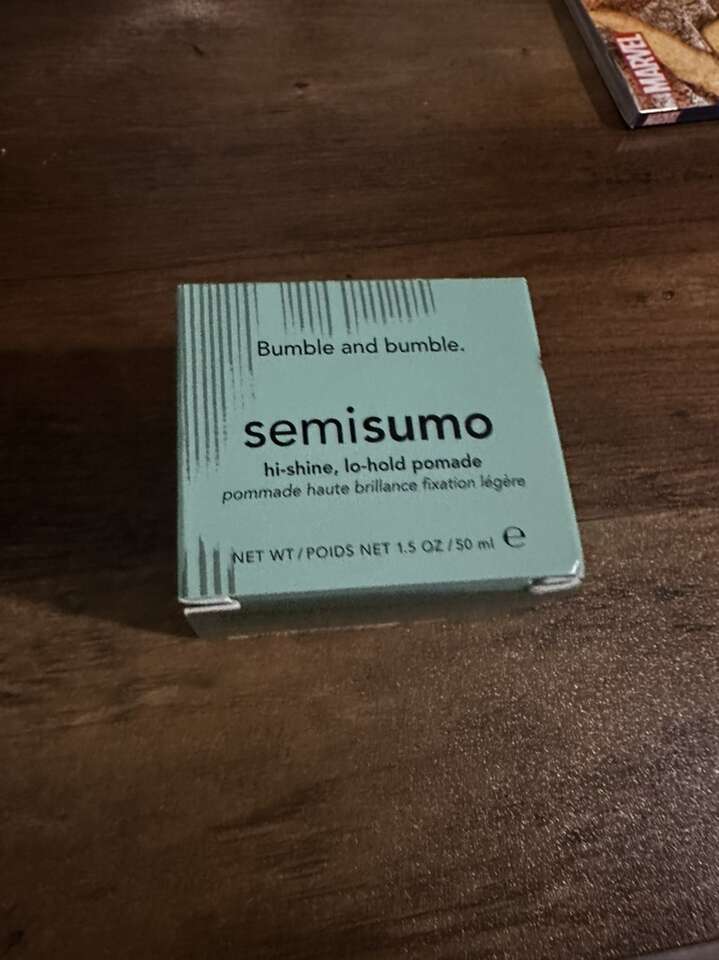 MARVEL
Bumble and bumble.
semisumo
hi-shine, lo-hold pomade
pommade haute brillance fixation légère
NET WT / POIDS NET 1.5 OZ / 50 ml ℮